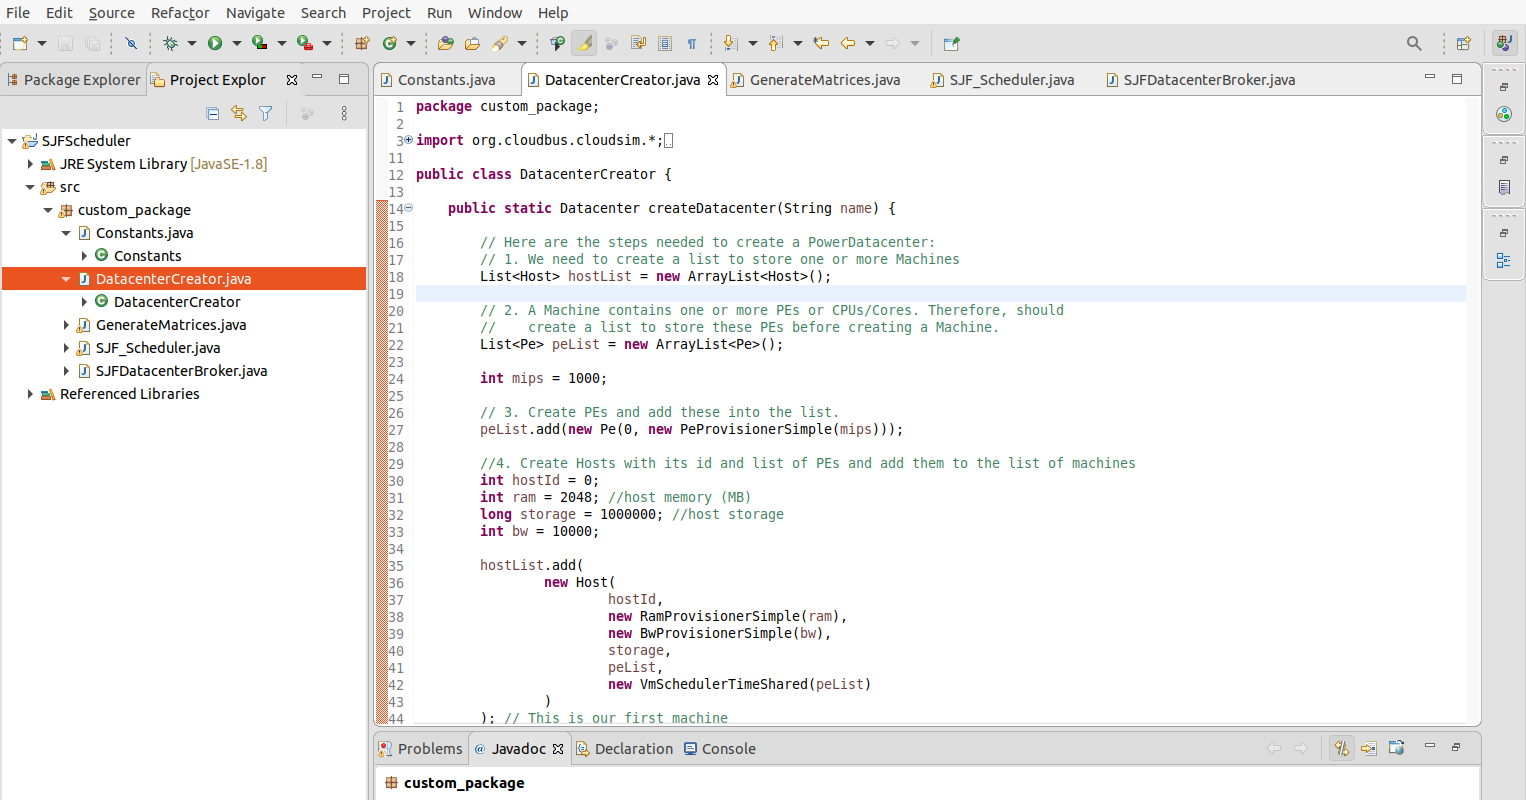 File Edit Source Refactor Navigate Search Project Run Window Help
Package Explorer Project Explor
SJFScheduler
JRE System Library [JavaSE-1.8]
src
custom_package
Constants.java
Constants
DatacenterCreator.java
DatacenterCreator
GenerateMatrices.java
SJF_Scheduler.java
SJFDatacenterBroker.java
Referenced Libraries
Constants.java DatacenterCreator.java GenerateMatrices.java SJF_Scheduler.java SJFDatacenterBroker.java
1 package custom_package;
2
3 import org.cloudbus.cloudsim.*;
11
12 public class DatacenterCreator {
13
14 public static Datacenter createDatacenter(String name) {
15
16 // Here are the steps needed to create a PowerDatacenter:
17 // 1. We need to create a list to store one or more Machines
18 List<Host> hostList = new ArrayList<Host>();
19
20 // 2. A Machine contains one or more PEs or CPUs/Cores. Therefore, should
21 //    create a list to store these PEs before creating a Machine.
22 List<Pe> peList = new ArrayList<Pe>();
23
24 int mips = 1000;
25
26 // 3. Create PEs and add these into the list.
27 peList.add(new Pe(0, new PeProvisionerSimple(mips)));
28
29 //4. Create Hosts with its id and list of PEs and add them to the list of machines
30 int hostId = 0;
31 int ram = 2048; //host memory (MB)
32 long storage = 1000000; //host storage
33 int bw = 10000;
34
35 hostList.add(
36 new Host(
37 hostId,
38 new RamProvisionerSimple(ram),
39 new BwProvisionerSimple(bw),
40 storage,
41 peList,
42 new VmSchedulerTimeShared(peList)
43 )
44 ); // This is our first machine
Problems @ Javadoc Declaration Console
custom_package